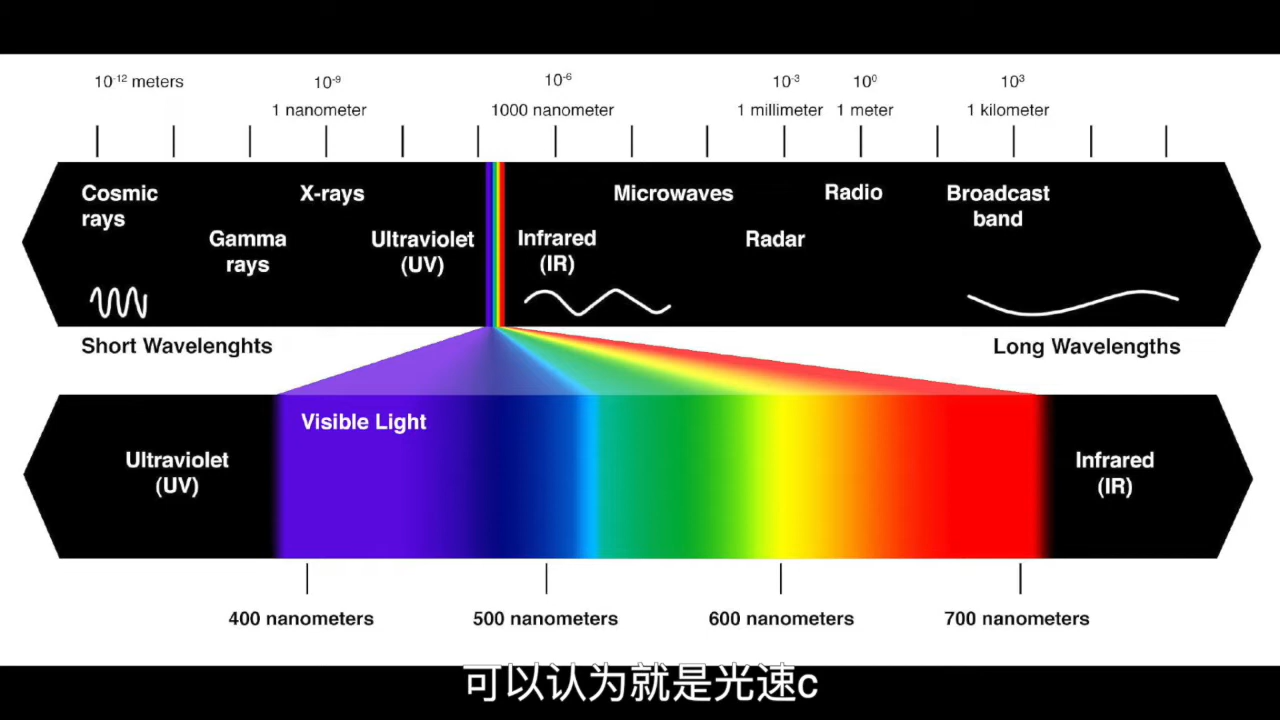 10⁻¹² meters 10⁻⁹ 10⁻⁶ 10⁻³ 10⁰ 10³
1 nanometer 1000 nanometer 1 millimeter 1 meter 1 kilometer
Cosmic
rays
X-rays
Microwaves
Radio
Broadcast
band
Gamma
rays
Ultraviolet
(UV)
Infrared
(IR)
Radar
Short Wavelenghts
Long Wavelengths
Visible Light
Ultraviolet
(UV)
Infrared
(IR)
400 nanometers 500 nanometers 600 nanometers 700 nanometers
可以认为就是光速c